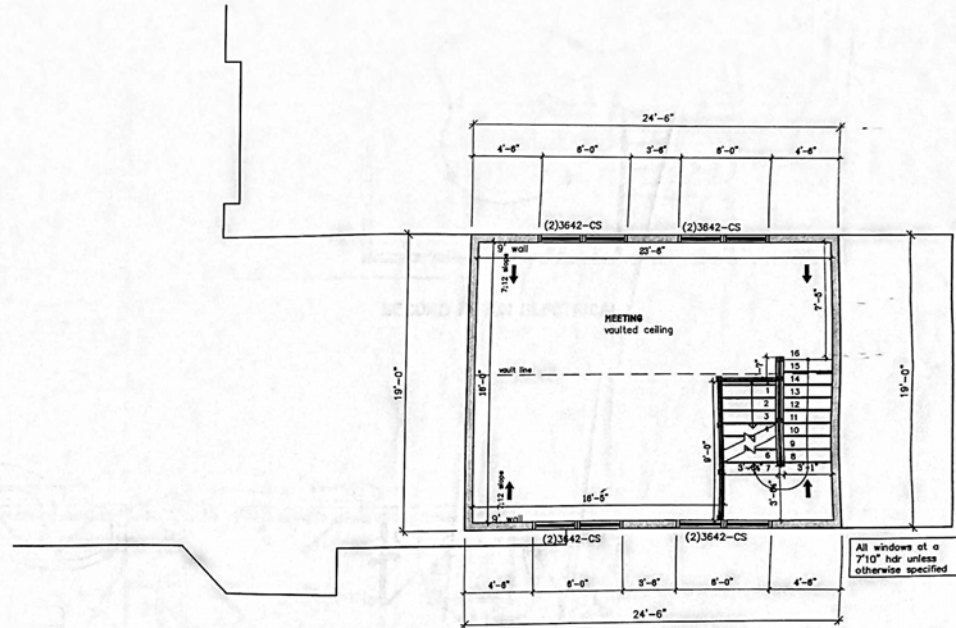 24'-6"
4'-6" 6'-0" 3'-6" 6'-0" 4'-6"
(2)3642-CS (2)3642-CS
9' wall
23'-6"
7:12 slope
7'-5"
MEETING
vaulted ceiling
vault line
19'-0"
18'-0"
19'-0"
16
15
14
1 13
2 12
3 11
10
9
6 8
7
9'-0"
3'-1"
7:12 slope
16'-5"
9' wall
(2)3642-CS (2)3642-CS
All windows at a
7'10" hdr unless
otherwise specified
4'-6" 6'-0" 3'-6" 6'-0" 4'-6"
24'-6"